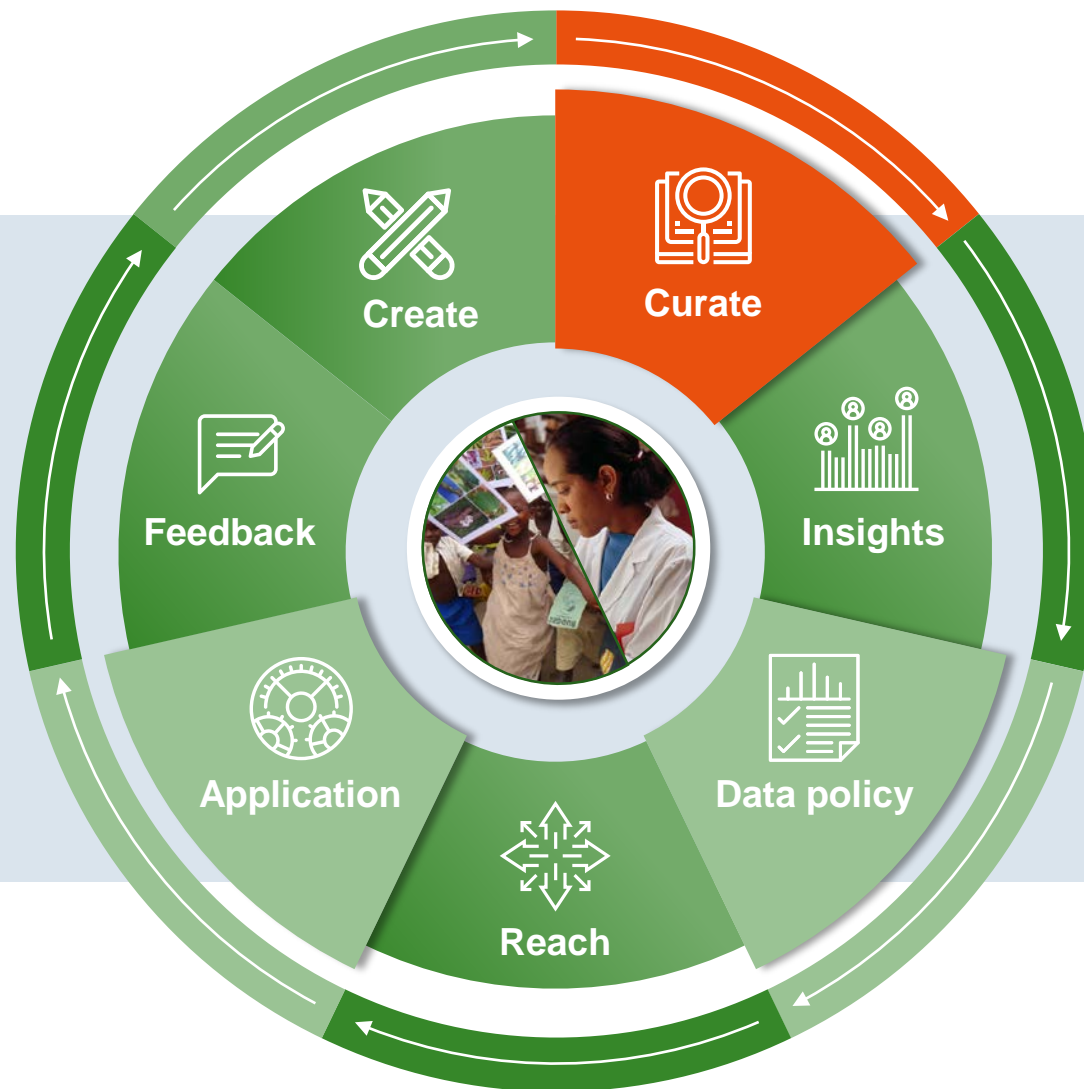 Create
Curate
Insights
Data policy
Reach
Application
Feedback